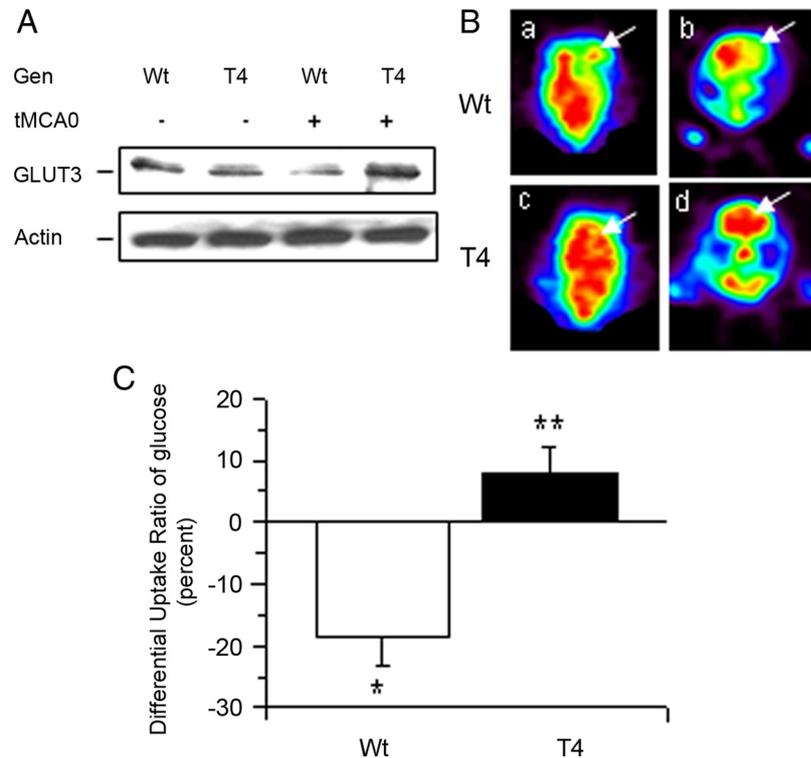 A
Gen Wt T4 Wt T4
tMCA0 - - + +
GLUT3
Actin
B
a b
Wt
c d
T4
C
Differential Uptake Ratio of glucose
(percent)
20
10
0
-10
-20
-30
**
*
Wt T4